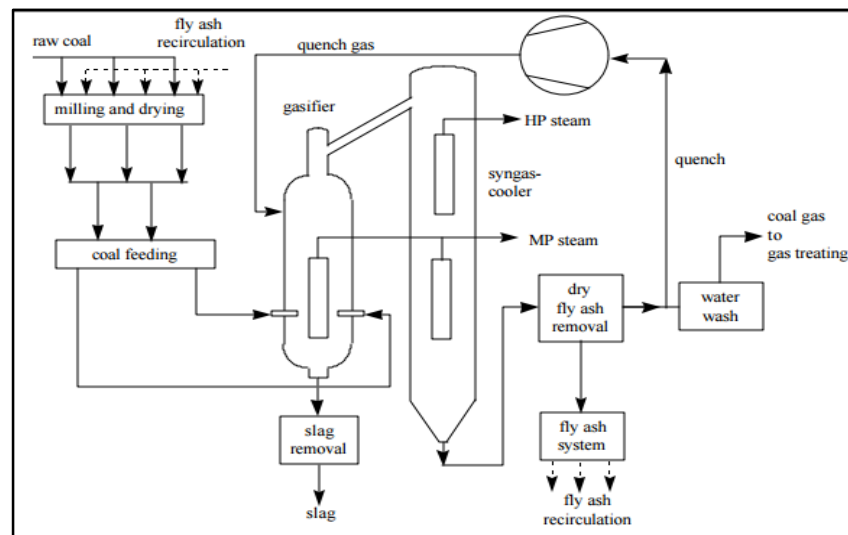 raw coal
fly ash
recirculation
milling and drying
coal feeding
quench gas
gasifier
HP steam
syngas-
cooler
MP steam
quench
coal gas
to
gas treating
dry
fly ash
removal
water
wash
slag
removal
slag
fly ash
system
fly ash
recirculation